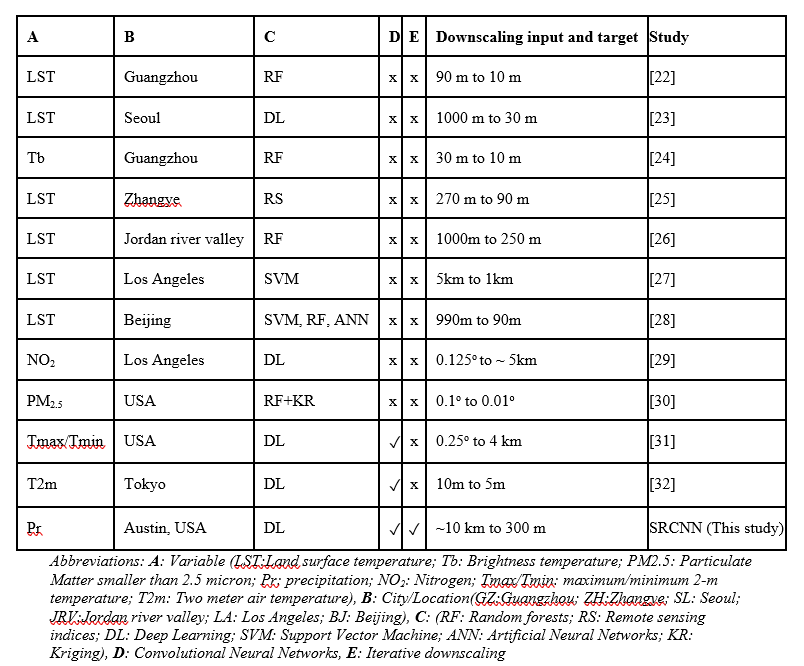 A B C D E Downscaling input and target Study
LST Guangzhou RF x x 90 m to 10 m [22]
LST Seoul DL x x 1000 m to 30 m [23]
Tb Guangzhou RF x x 30 m to 10 m [24]
LST Zhangye RS x x 270 m to 90 m [25]
LST Jordan river valley RF x x 1000m to 250 m [26]
LST Los Angeles SVM x x 5km to 1km [27]
LST Beijing SVM, RF, ANN x x 990m to 90m [28]
NO₂ Los Angeles DL x x 0.125⁰ to ~ 5km [29]
PM₂.₅ USA RF+KR x x 0.1⁰ to 0.01⁰ [30]
Tmax/Tmin USA DL ✓ x 0.25⁰ to 4 km [31]
T2m Tokyo DL ✓ x 10m to 5m [32]
Pr Austin, USA DL ✓ ✓ ~10 km to 300 m SRCNN (This study)
Abbreviations: A: Variable (LST:Land surface temperature; Tb: Brightness temperature; PM2.5: Particulate
Matter smaller than 2.5 micron; Pr: precipitation; NO₂: Nitrogen; Tmax/Tmin: maximum/minimum 2-m
temperature; T2m: Two meter air temperature), B: City/Location(GZ:Guangzhou; ZH:Zhangye; SL: Seoul;
JRV:Jordan river valley; LA: Los Angeles; BJ: Beijing), C: (RF: Random forests; RS: Remote sensing
indices; DL: Deep Learning; SVM: Support Vector Machine; ANN: Artificial Neural Networks; KR:
Kriging), D: Convolutional Neural Networks, E: Iterative downscaling